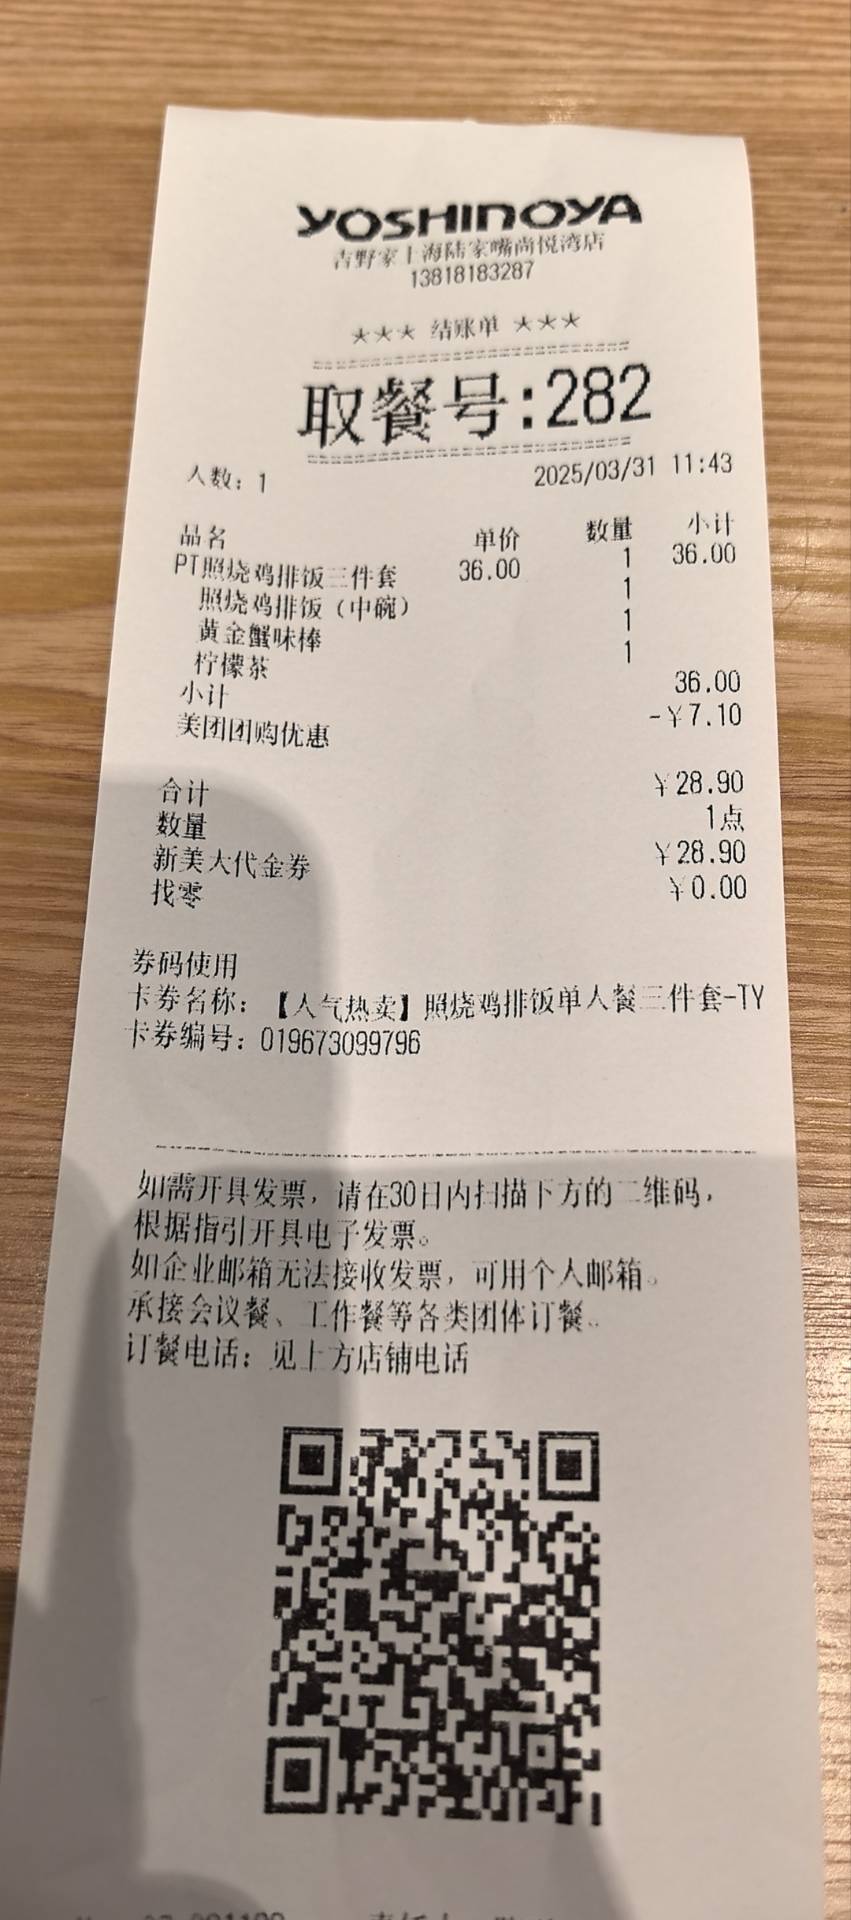 YOSHINOYA
吉野家上海陆家嘴尚悦湾店
13818183287
*** 结账单 ***
取餐号:282
人数: 1 2025/03/31 11:43
品名 单价 数量 小计
PT照烧鸡排饭三件套 36.00 1 36.00
照烧鸡排饭（中碗） 1
黄金蟹味棒 1
柠檬茶 1
小计 36.00
美团团购优惠 -￥7.10
合计 ￥28.90
数量 1点
新美大代金券 ￥28.90
找零 ￥0.00
券码使用
卡券名称: 【人气热卖】照烧鸡排饭单人餐三件套-TY
卡券编号: 019673099796
如需开具发票，请在30日内扫描下方的二维码，
根据指引开具电子发票。
如企业邮箱无法接收发票，可用个人邮箱。
承接会议餐、工作餐等各类团体订餐。
订餐电话: 见上方店铺电话